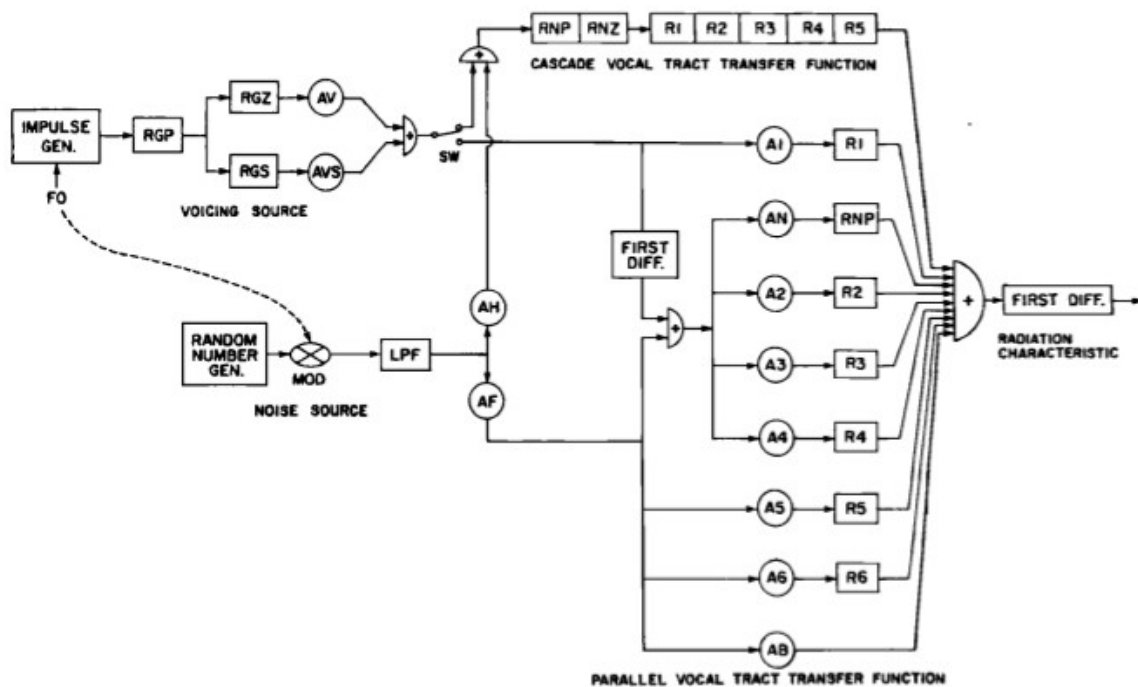 RNP RNZ R1 R2 R3 R4 R5
CASCADE VOCAL TRACT TRANSFER FUNCTION
+
IMPULSE
GEN.
RGP
RGZ
AV
RGS
AVS
+
SW
F0
VOICING SOURCE
A1 R1
AN RNP
FIRST
DIFF.
A2 R2
+
A3 R3
A4 R4
A5 R5
A6 R6
AB
+
FIRST DIFF.
RADIATION
CHARACTERISTIC
RANDOM
NUMBER
GEN.
MOD
LPF
AH
AF
NOISE SOURCE
PARALLEL VOCAL TRACT TRANSFER FUNCTION